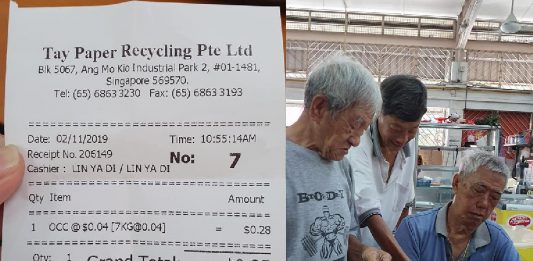 Tay Paper Recycling Pte Ltd
Blk 5067, Ang Mo Kio Industrial Park 2, #01-1481,
Singapore 569570.
Tel: (65) 6863 3230 Fax: (65) 6863 3193
Date: 02/11/2019 Time: 10:55:14AM
Receipt No. 206149 No: 7
Cashier : LIN YA DI / LIN YA DI
Qty Item Amount
1 OCC @ $0.04 [7KG@0.04] = $0.28
Qty: 1 Grand Total